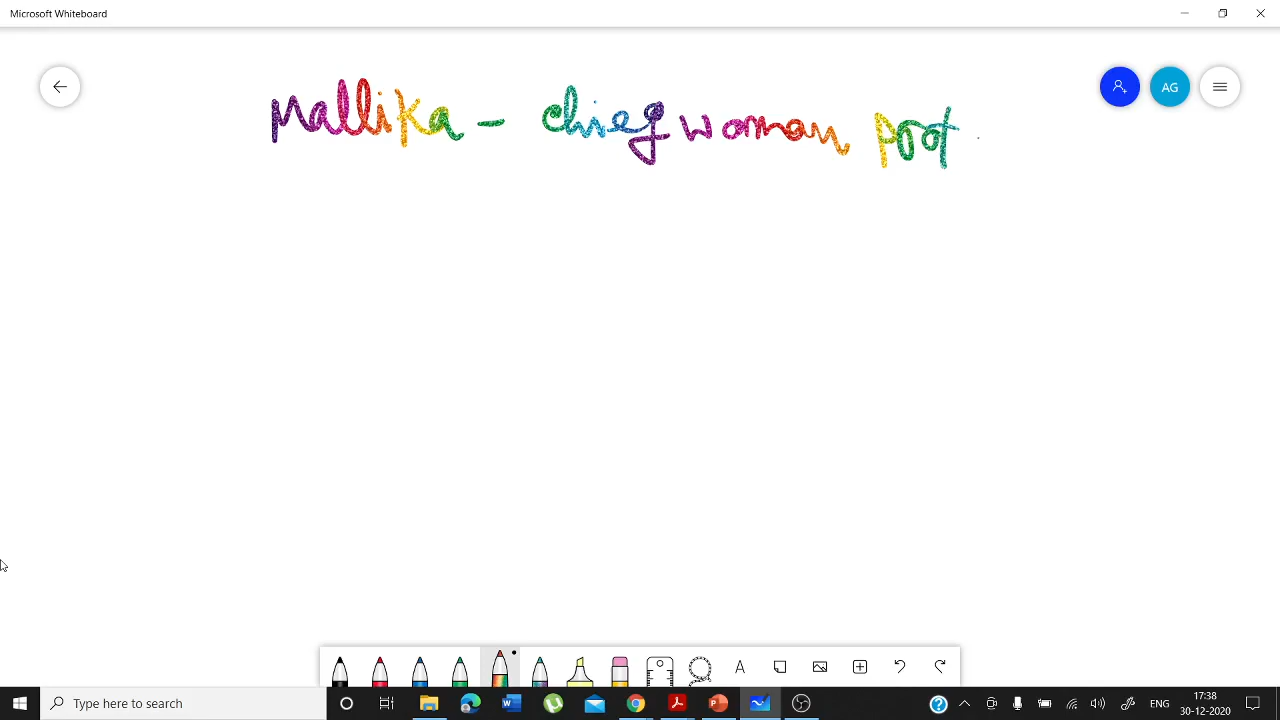 Microsoft Whiteboard
AG
Mallika - chief woman poet
A
Type here to search
ENG
17:38
30-12-2020